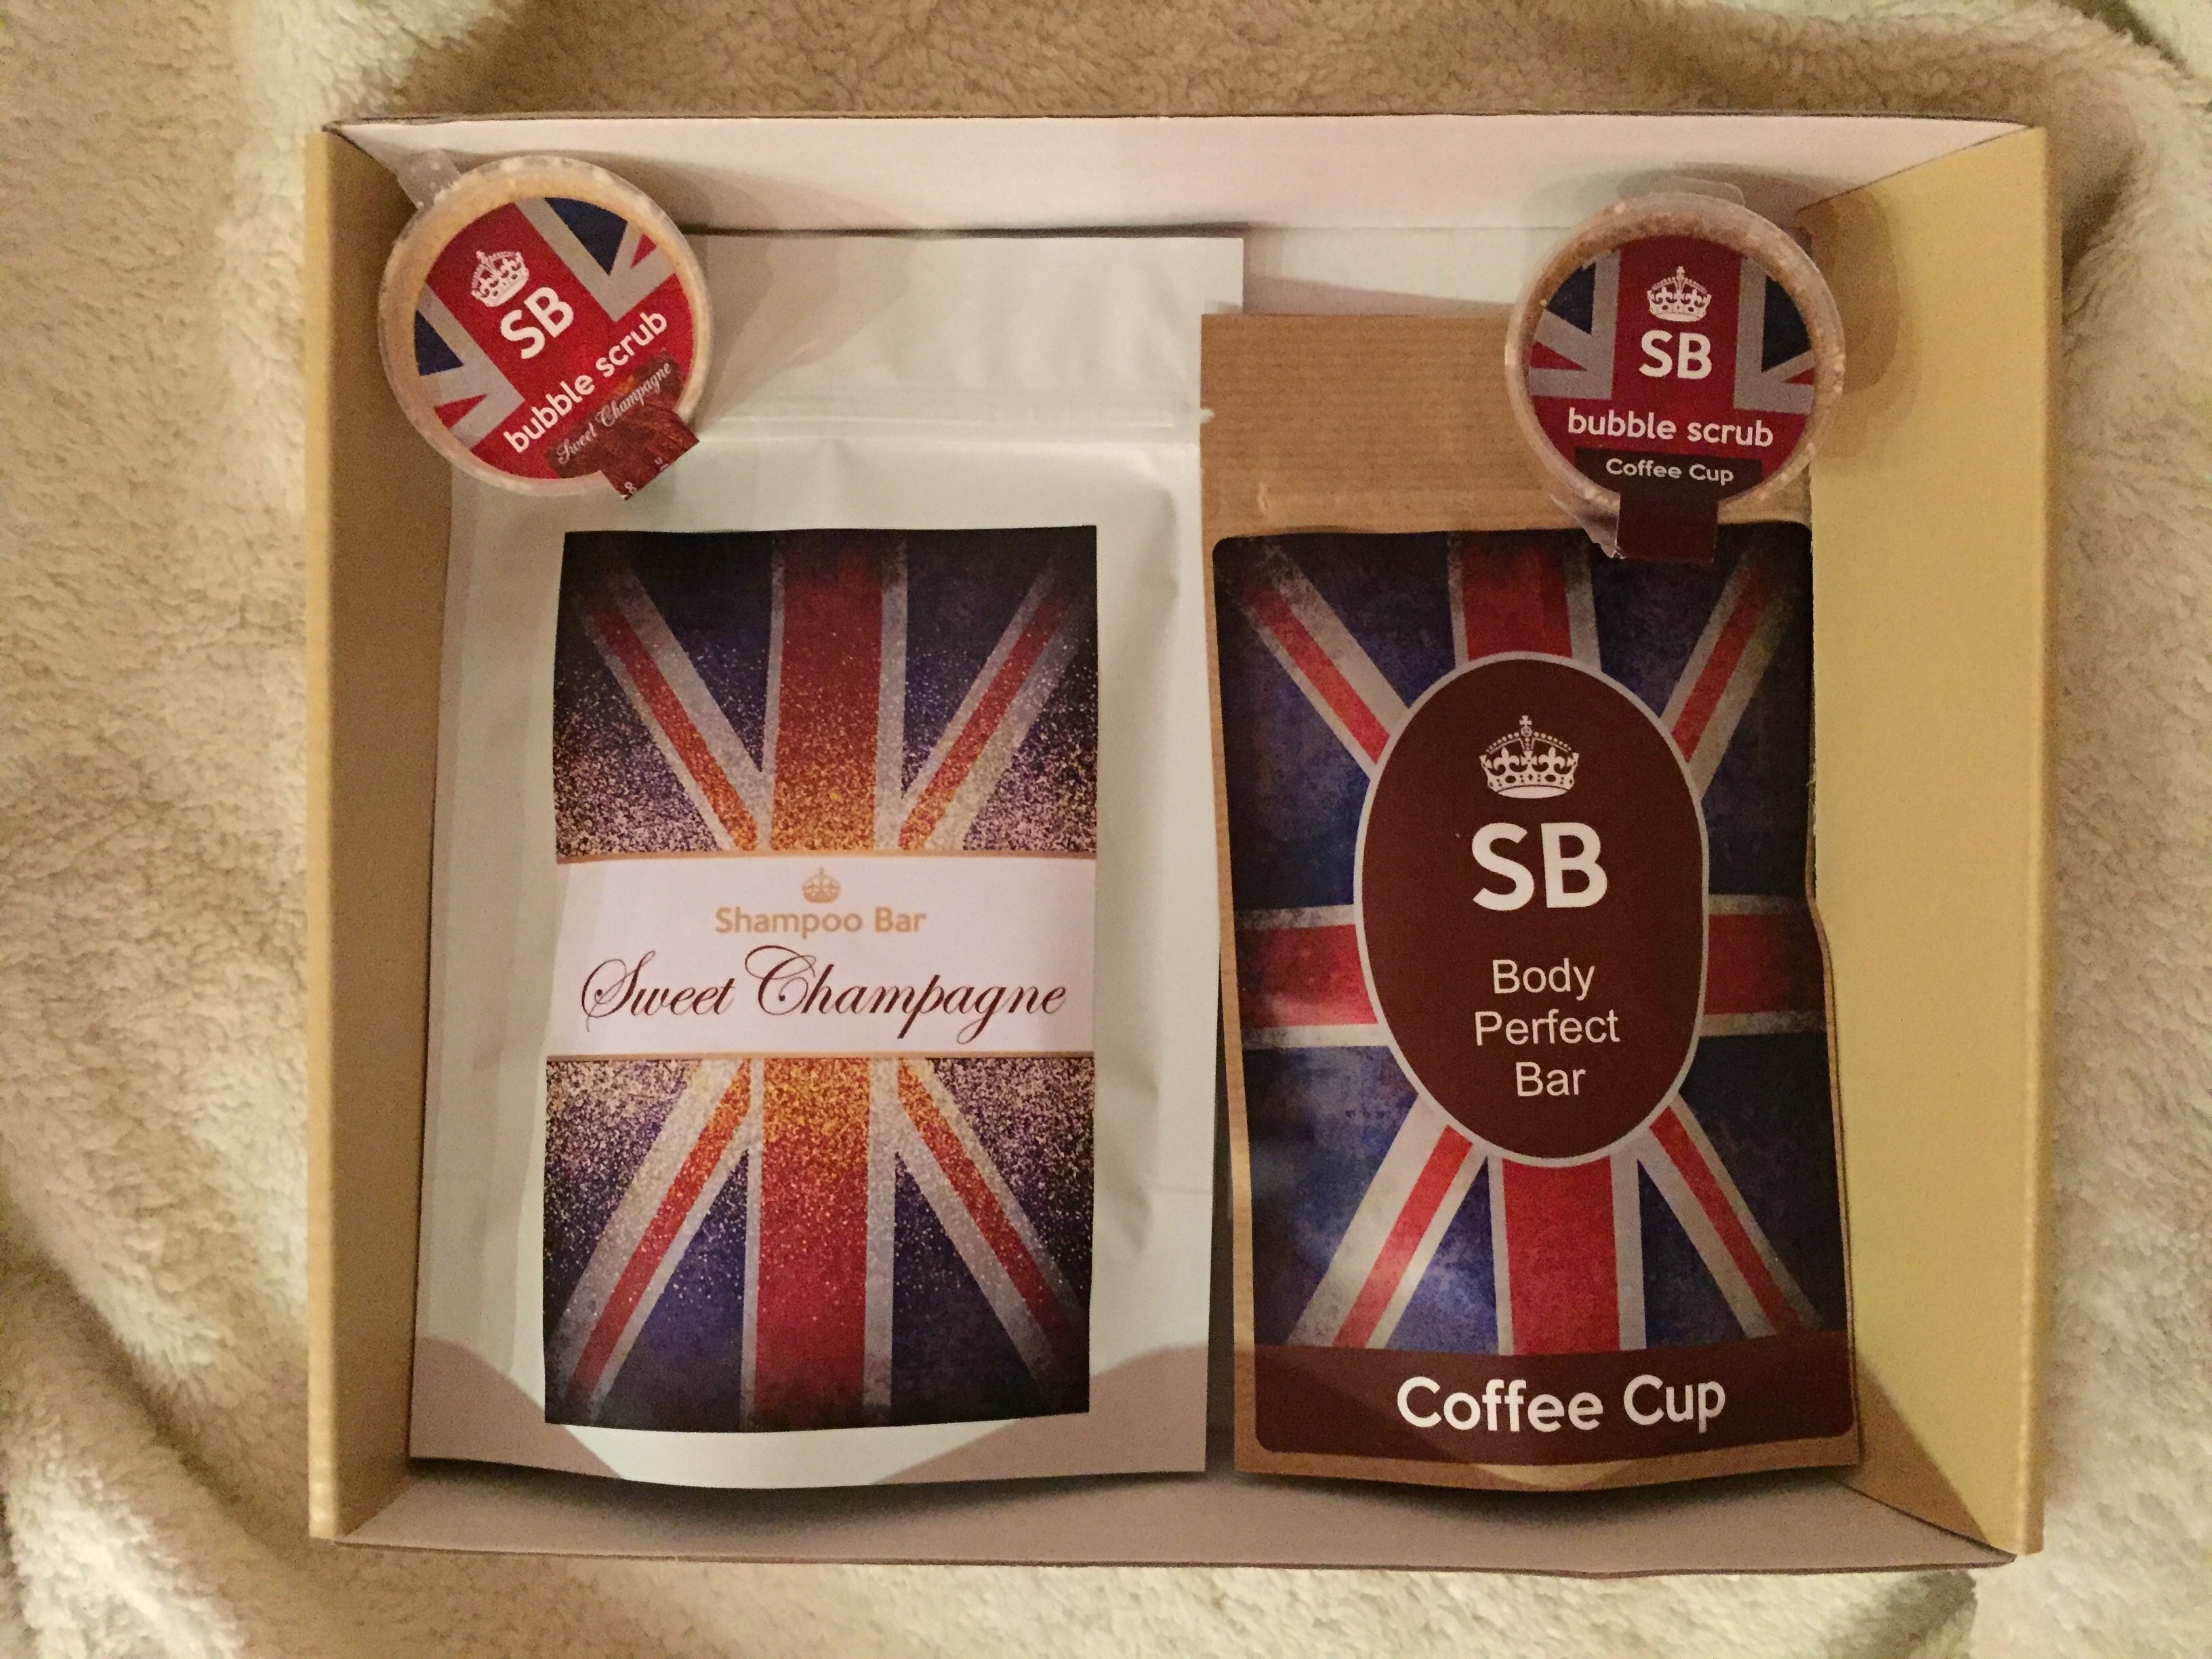 SB
bubble scrub
Sweet Champagne
SB
bubble scrub
Coffee Cup
Shampoo Bar
Sweet Champagne
SB
Body
Perfect
Bar
Coffee Cup